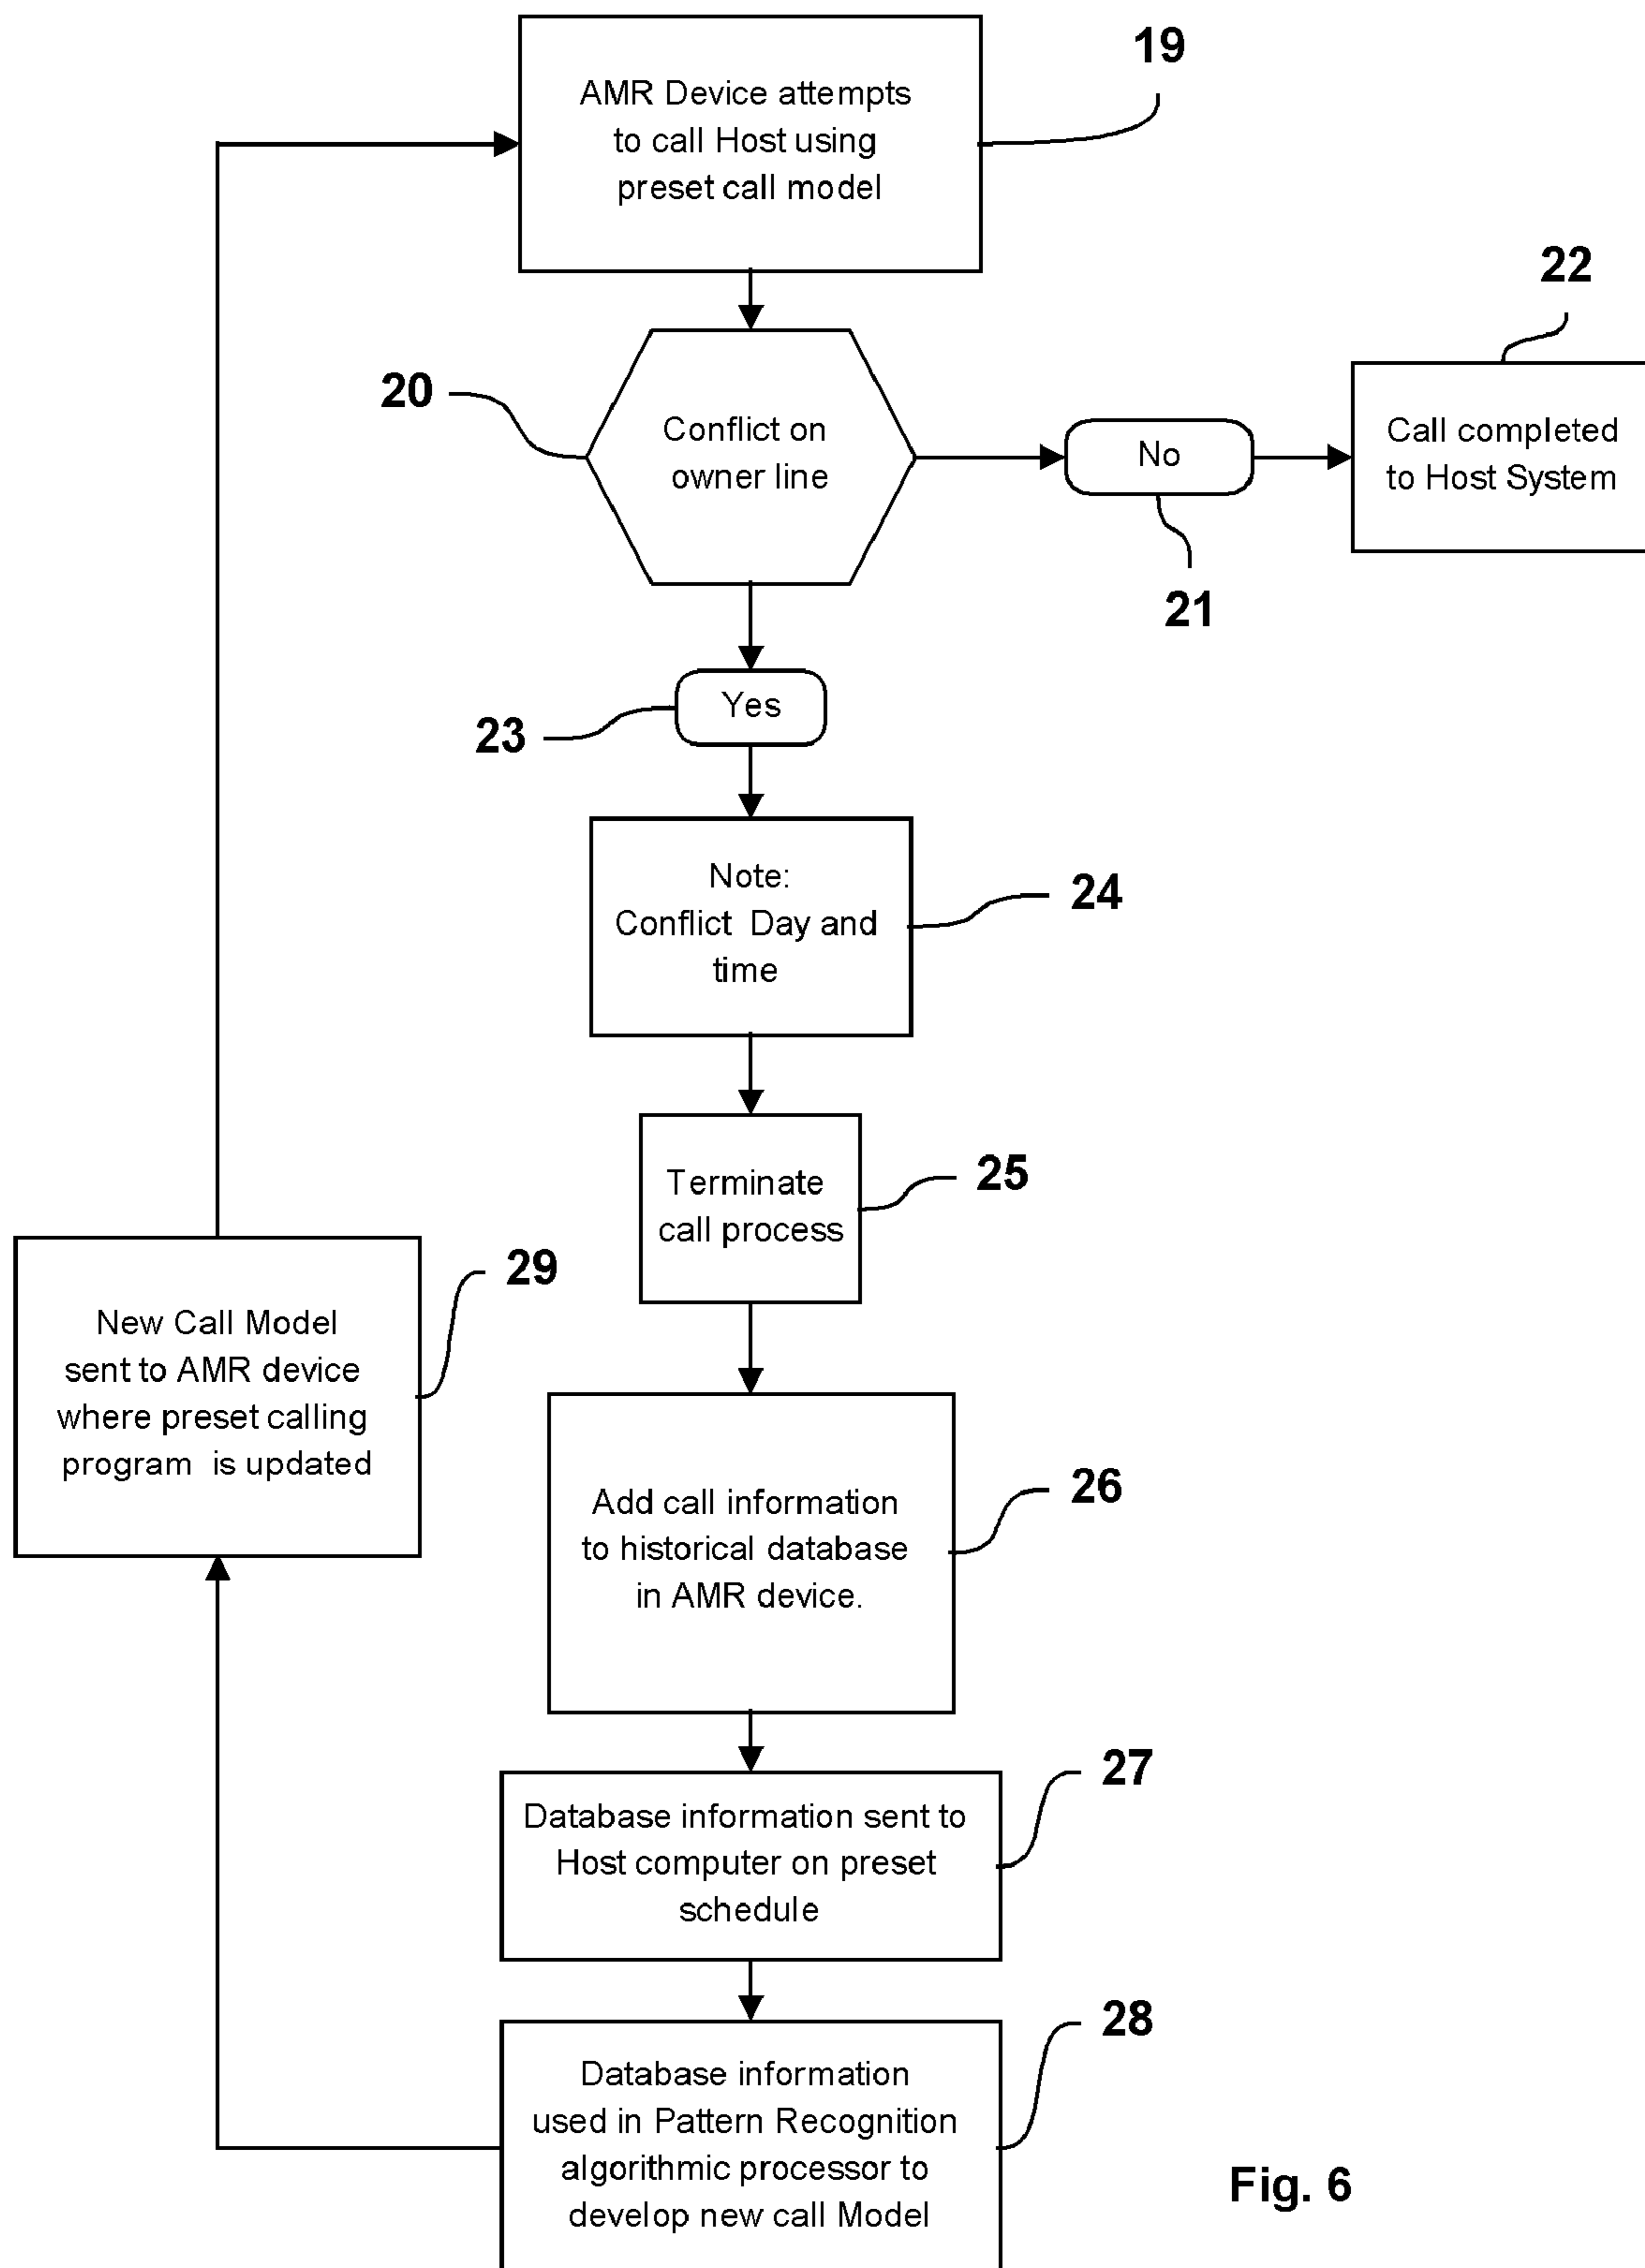 19
AMR Device attempts
to call Host using
preset call model
22
20
Conflict on
owner line
No
Call completed
to Host System
21
Yes
23
Note:
Conflict Day and
time
24
Terminate
call process
25
29
New Call Model
sent to AMR device
where preset calling
program is updated
26
Add call information
to historical database
in AMR device.
27
Database information sent to
Host computer on preset
schedule
28
Database information
used in Pattern Recognition
algorithmic processor to
develop new call Model
Fig. 6